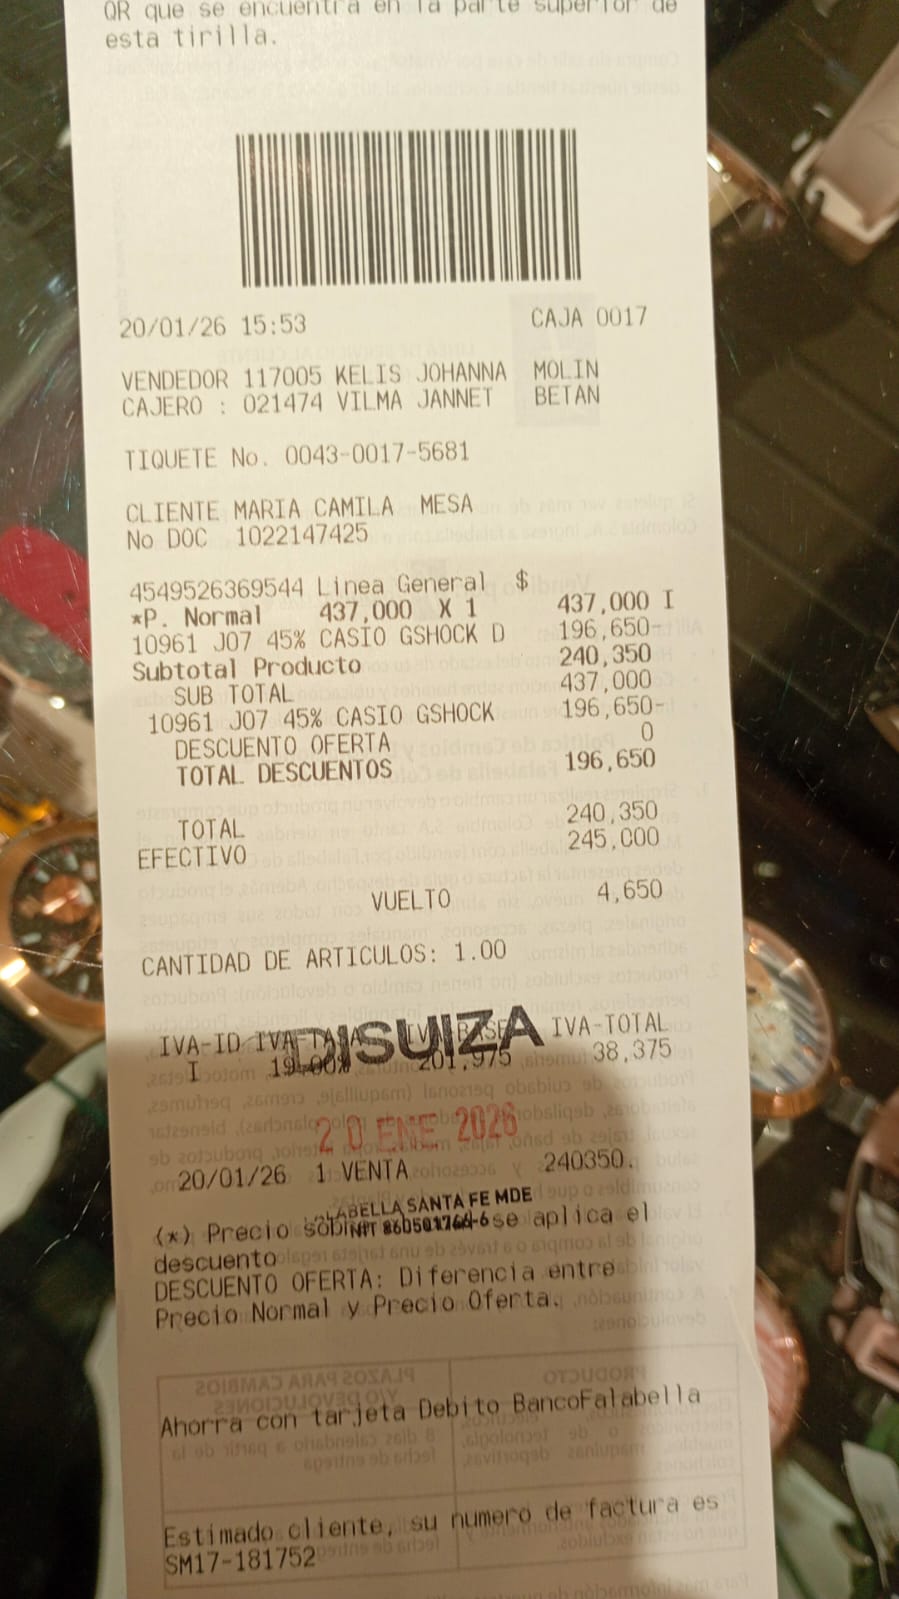 QR que se encuentra en la parte superior de
esta tirilla.
20/01/26 15:53 CAJA 0017
VENDEDOR 117005 KELIS JOHANNA MOLIN
CAJERO : 021474 VILMA JANNET BETAN
TIQUETE No. 0043-0017-5681
CLIENTE MARIA CAMILA MESA
No DOC 1022147425
4549526369544 Linea General $
*P. Normal 437,000 X 1 437,000 I
10961 J07 45% CASIO GSHOCK D 196,650-
Subtotal Producto 240,350
SUB TOTAL 437,000
10961 J07 45% CASIO GSHOCK 196,650-
DESCUENTO OFERTA 0
TOTAL DESCUENTOS 196,650
TOTAL 240,350
EFECTIVO 245,000
VUELTO 4,650
CANTIDAD DE ARTICULOS: 1.00
DISUIZA
IVA-ID IVA-TASA IVA-BASE IVA-TOTAL
I 19.00% 201,975 38,375
20 ENE 2026
20/01/26 1 VENTA 240350.
FALABELLA SANTA FE MDE
NIT 860501766-6
(*) Precio sobre se aplica el
descuento
DESCUENTO OFERTA: Diferencia entre
Precio Normal y Precio Oferta.
Ahorra con tarjeta Debito BancoFalabella
Estimado cliente, su numero de factura es
SM17-181752